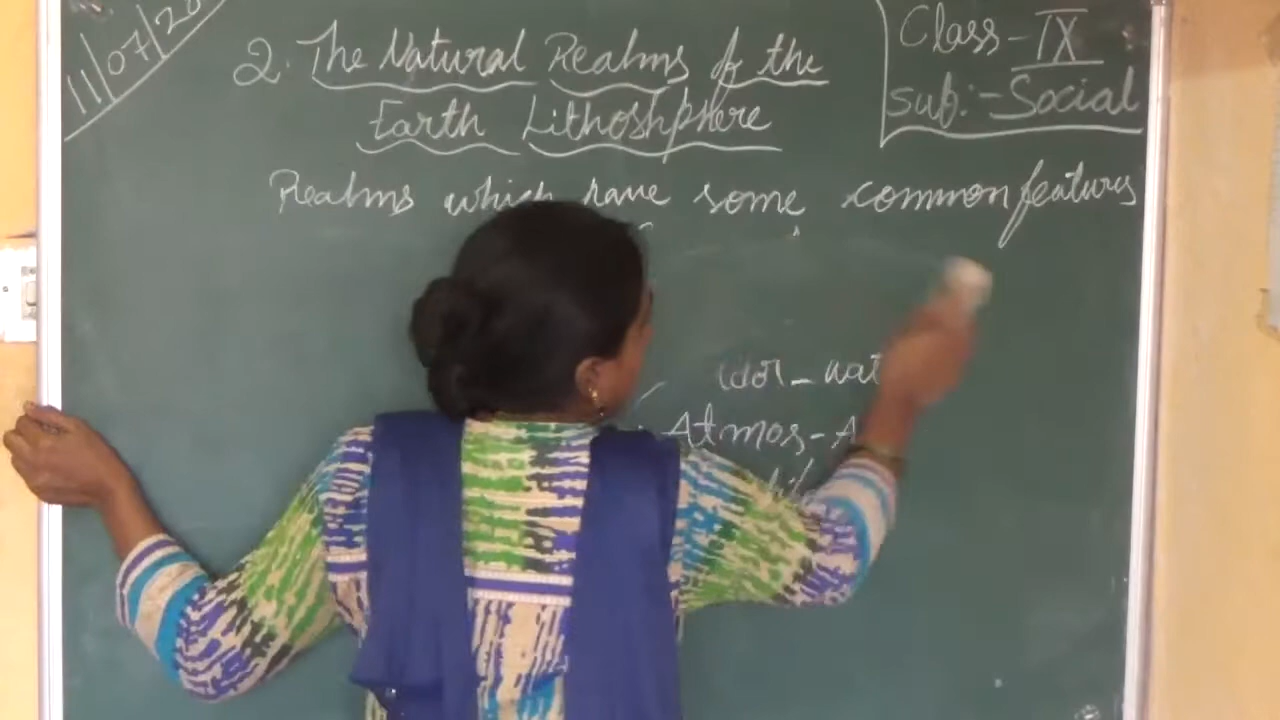 11/07/20
Class-IX
Sub:-Social
2. The Natural Realms of the
Earth Lithoshphere
Realms which have some common features
Atmos-A